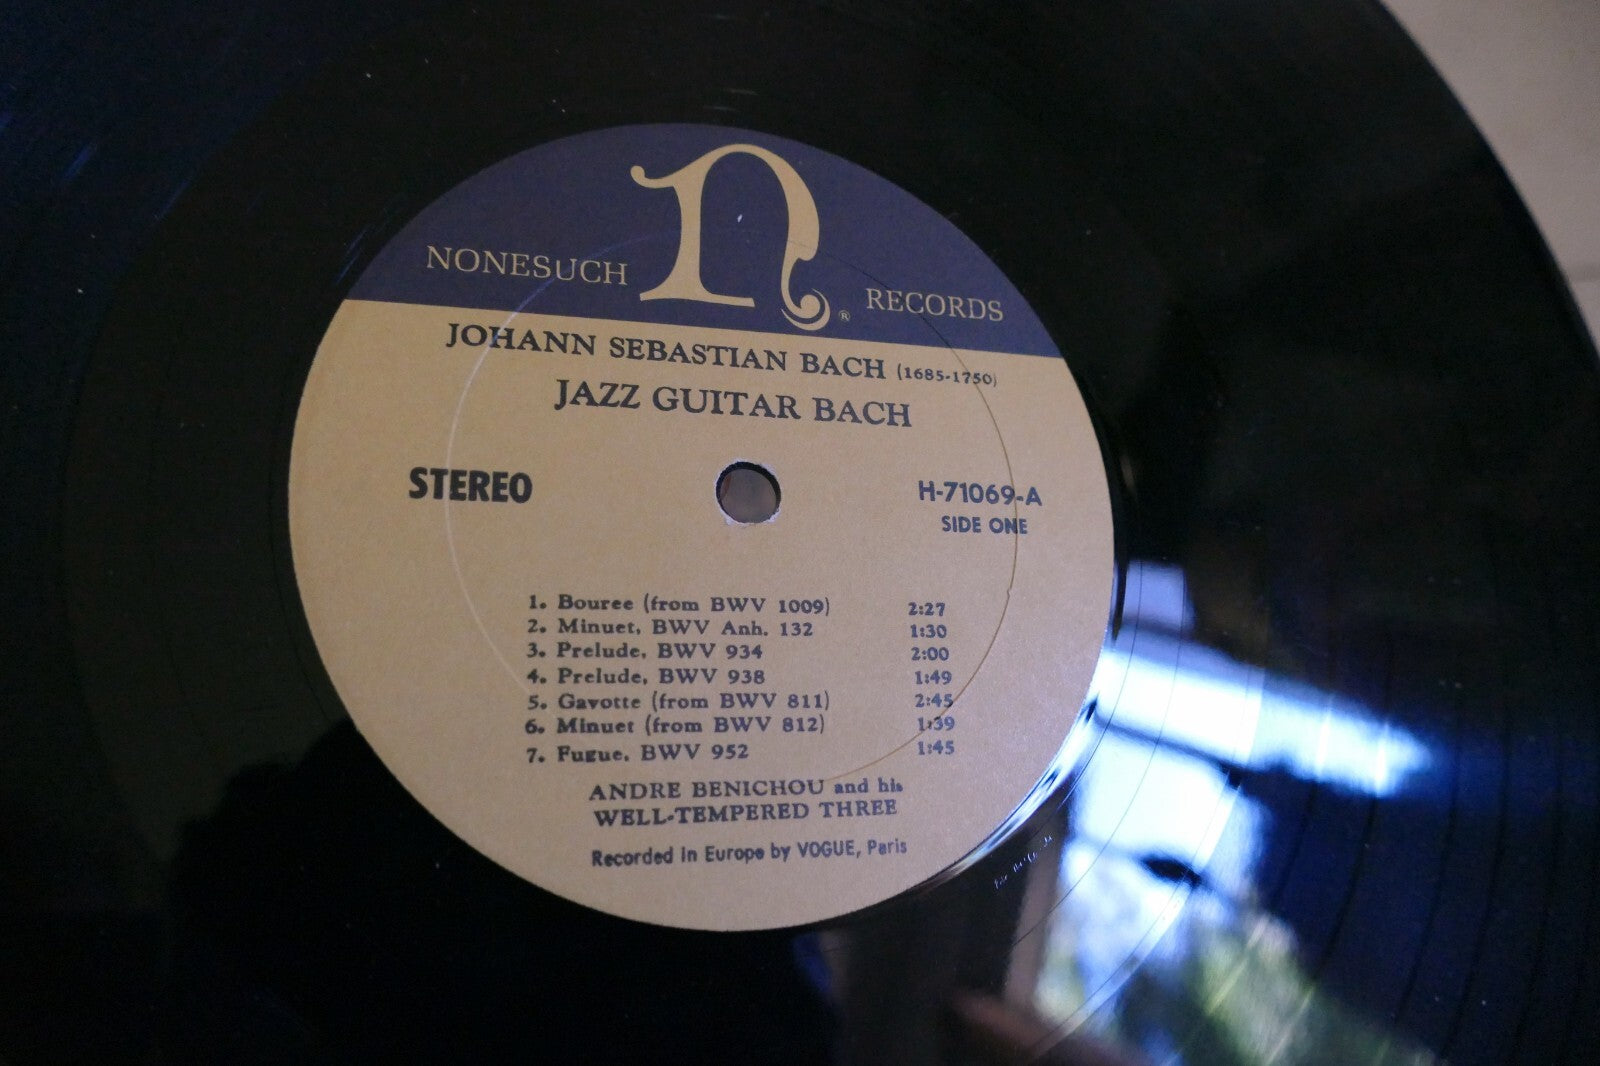 NONESUCH n® RECORDS
JOHANN SEBASTIAN BACH (1685-1750)
JAZZ GUITAR BACH
STEREO
H-71069-A
SIDE ONE
1. Bouree (from BWV 1009) 2:27
2. Minuet, BWV Anh. 132 1:30
3. Prelude, BWV 934 2:00
4. Prelude, BWV 938 1:49
5. Gavotte (from BWV 811) 2:45
6. Minuet (from BWV 812) 1:39
7. Fugue, BWV 952 1:45
ANDRE BENICHOU and his
WELL-TEMPERED THREE
Recorded in Europe by VOGUE, Paris